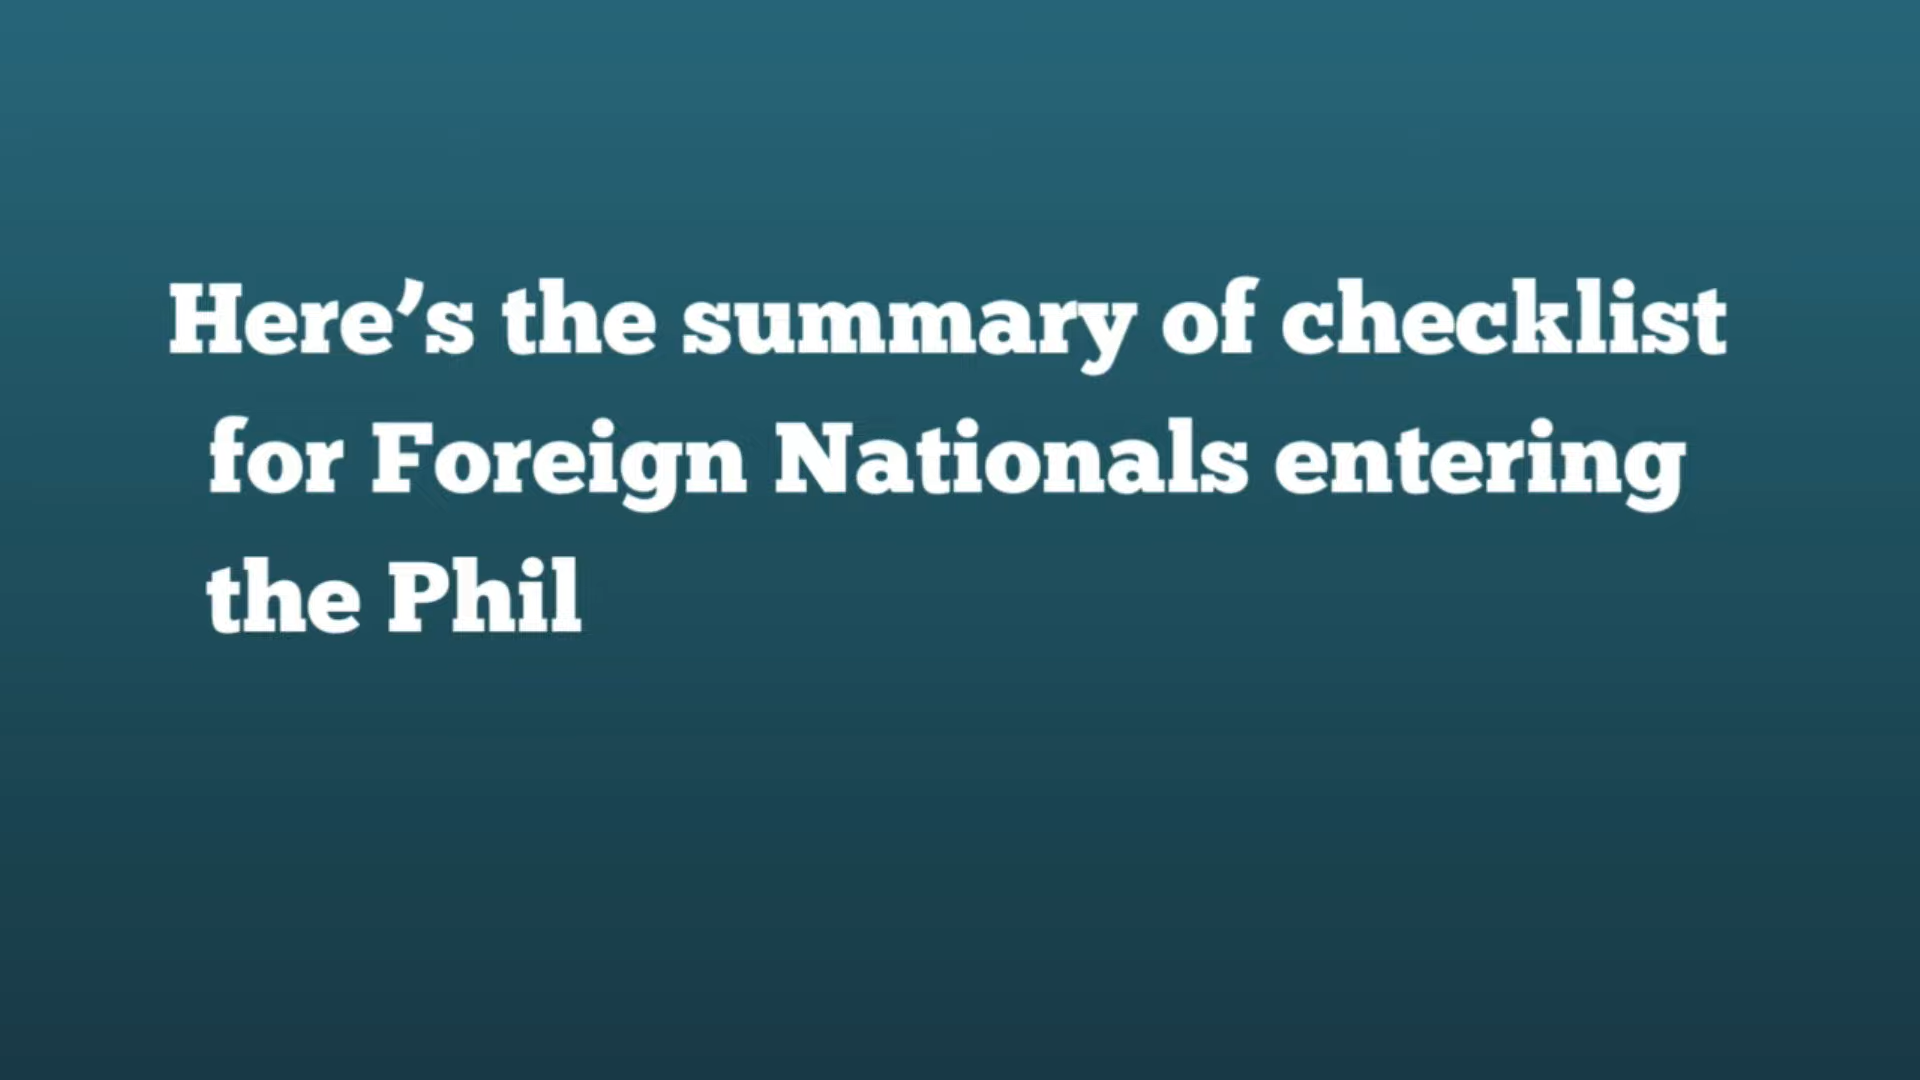 Here’s the summary of checklist
for Foreign Nationals entering
the Phil